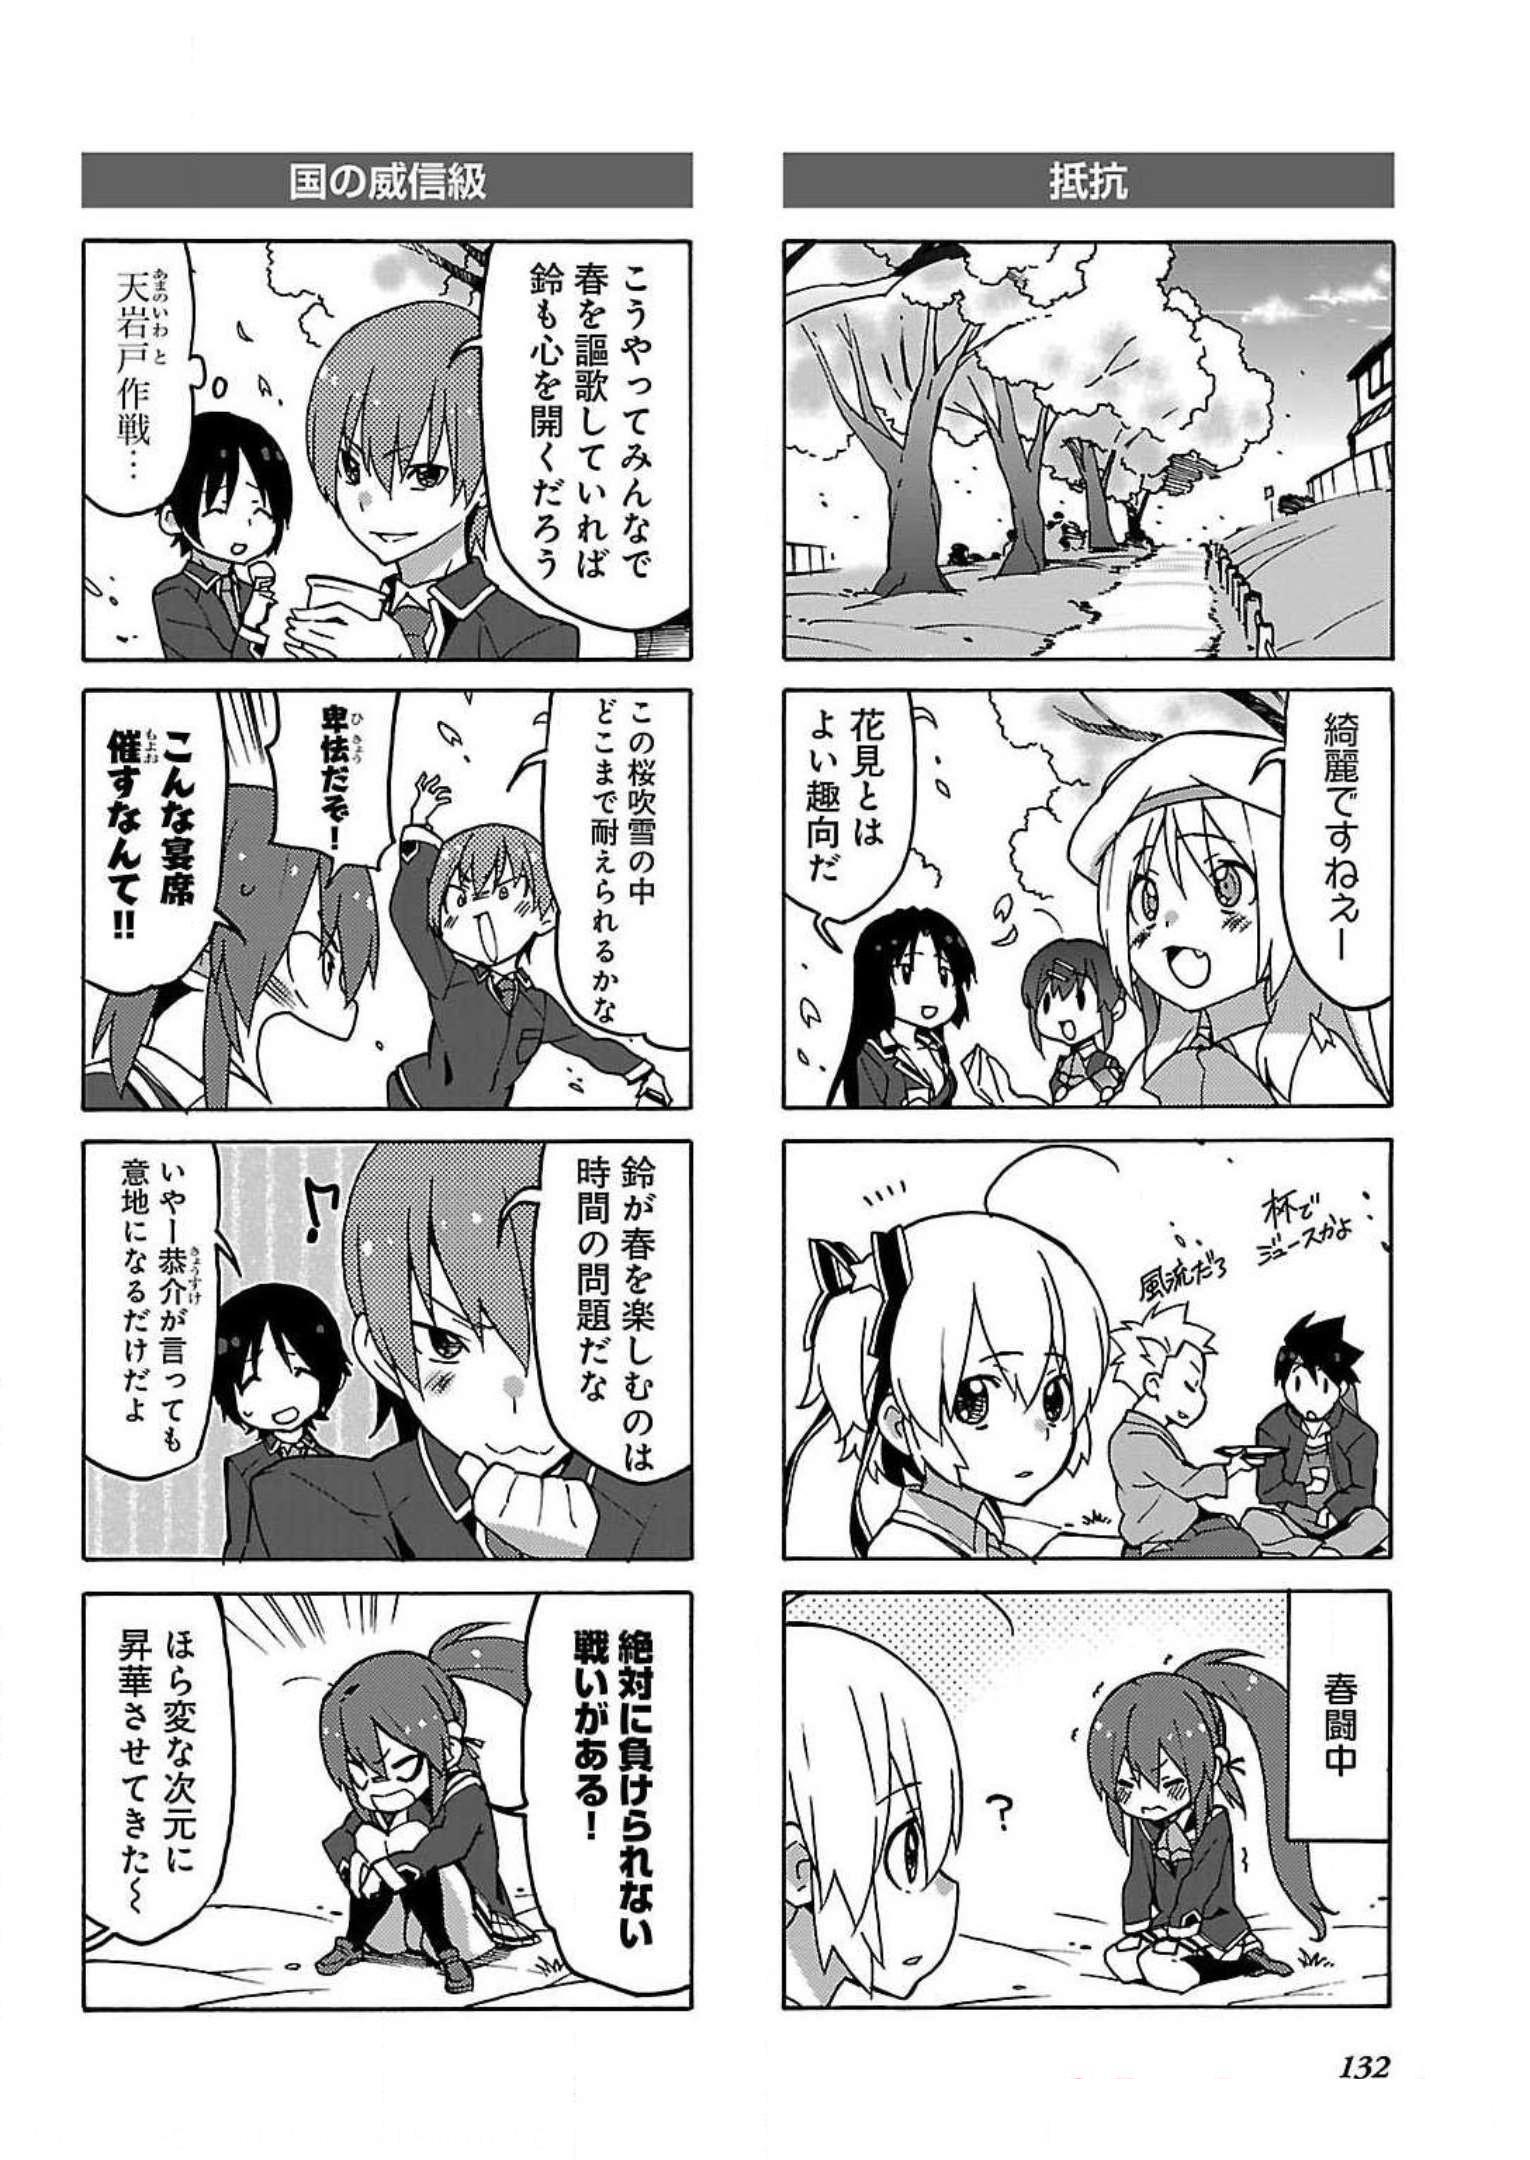 抵抗
綺麗ですねえー
花見とは
よい趣向だ
杯で
ジュースかよ
風流だろ
春闘中
?
国の威信級
こうやってみんなで
春を謳歌していれば
鈴も心を開くだろう
天岩戸作戦…
あまのいわと
この桜吹雪の中
どこまで耐えられるかな
卑怯だぞ!
ひきょう
こんな宴席
催すなんて!!
もよお
鈴が春を楽しむのは
時間の問題だな
♪
いやー恭介が言っても
きょうすけ
意地になるだけだよ
絶対に負けられない
戦いがある!
ほら変な次元に
昇華させてきた〜
132